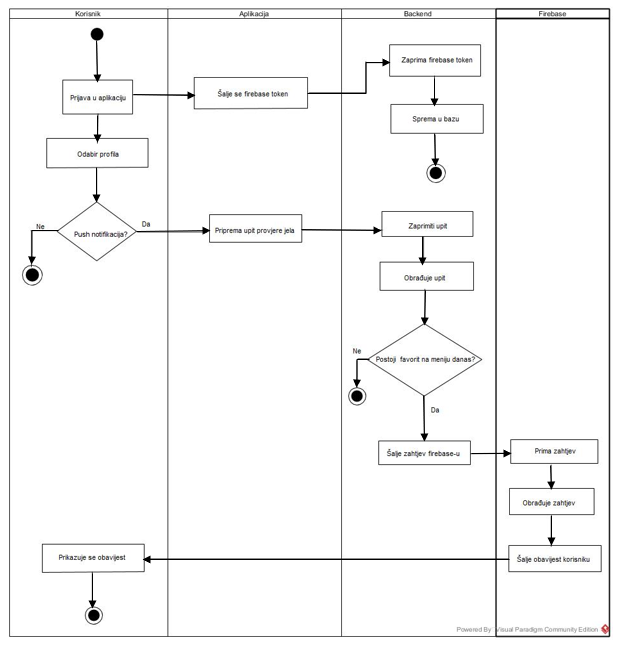 Korisnik
Aplikacija
Backend
Firebase
Zaprima firebase token
Prijava u aplikaciju
Šalje se firebase token
Sprema u bazu
Odabir profila
Push notifikacija?
Ne
Da
Priprema upit provjere jela
Zaprimiti upit
Obrađuje upit
Postoji favorit na meniju danas?
Ne
Da
Šalje zahtjev firebase-u
Prima zahtjev
Obrađuje zahtjev
Šalje obavijest korisniku
Prikazuje se obavijest
Powered By Visual Paradigm Community Edition